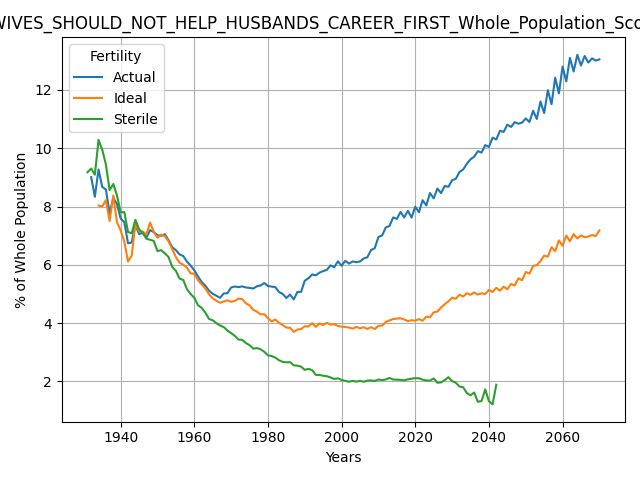 WIVES_SHOULD_NOT_HELP_HUSBANDS_CAREER_FIRST_Whole_Population_Sco
Fertility
Actual
Ideal
Sterile
% of Whole Population
12
10
8
6
4
2
1940 1960 1980 2000 2020 2040 2060
Years